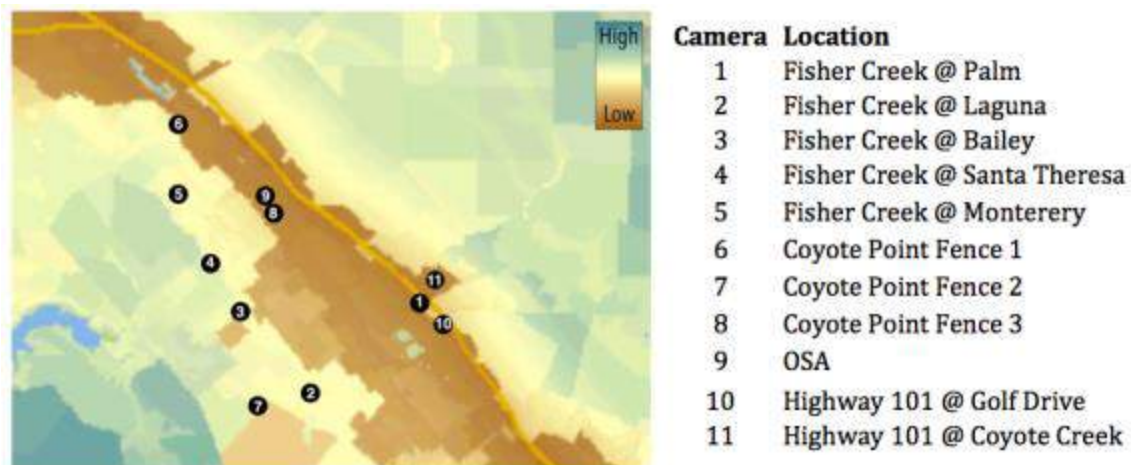 High
Low
6
5
9
8
4
11
3
1
10
2
7
Camera Location
1 Fisher Creek @ Palm
2 Fisher Creek @ Laguna
3 Fisher Creek @ Bailey
4 Fisher Creek @ Santa Theresa
5 Fisher Creek @ Monterery
6 Coyote Point Fence 1
7 Coyote Point Fence 2
8 Coyote Point Fence 3
9 OSA
10 Highway 101 @ Golf Drive
11 Highway 101 @ Coyote Creek